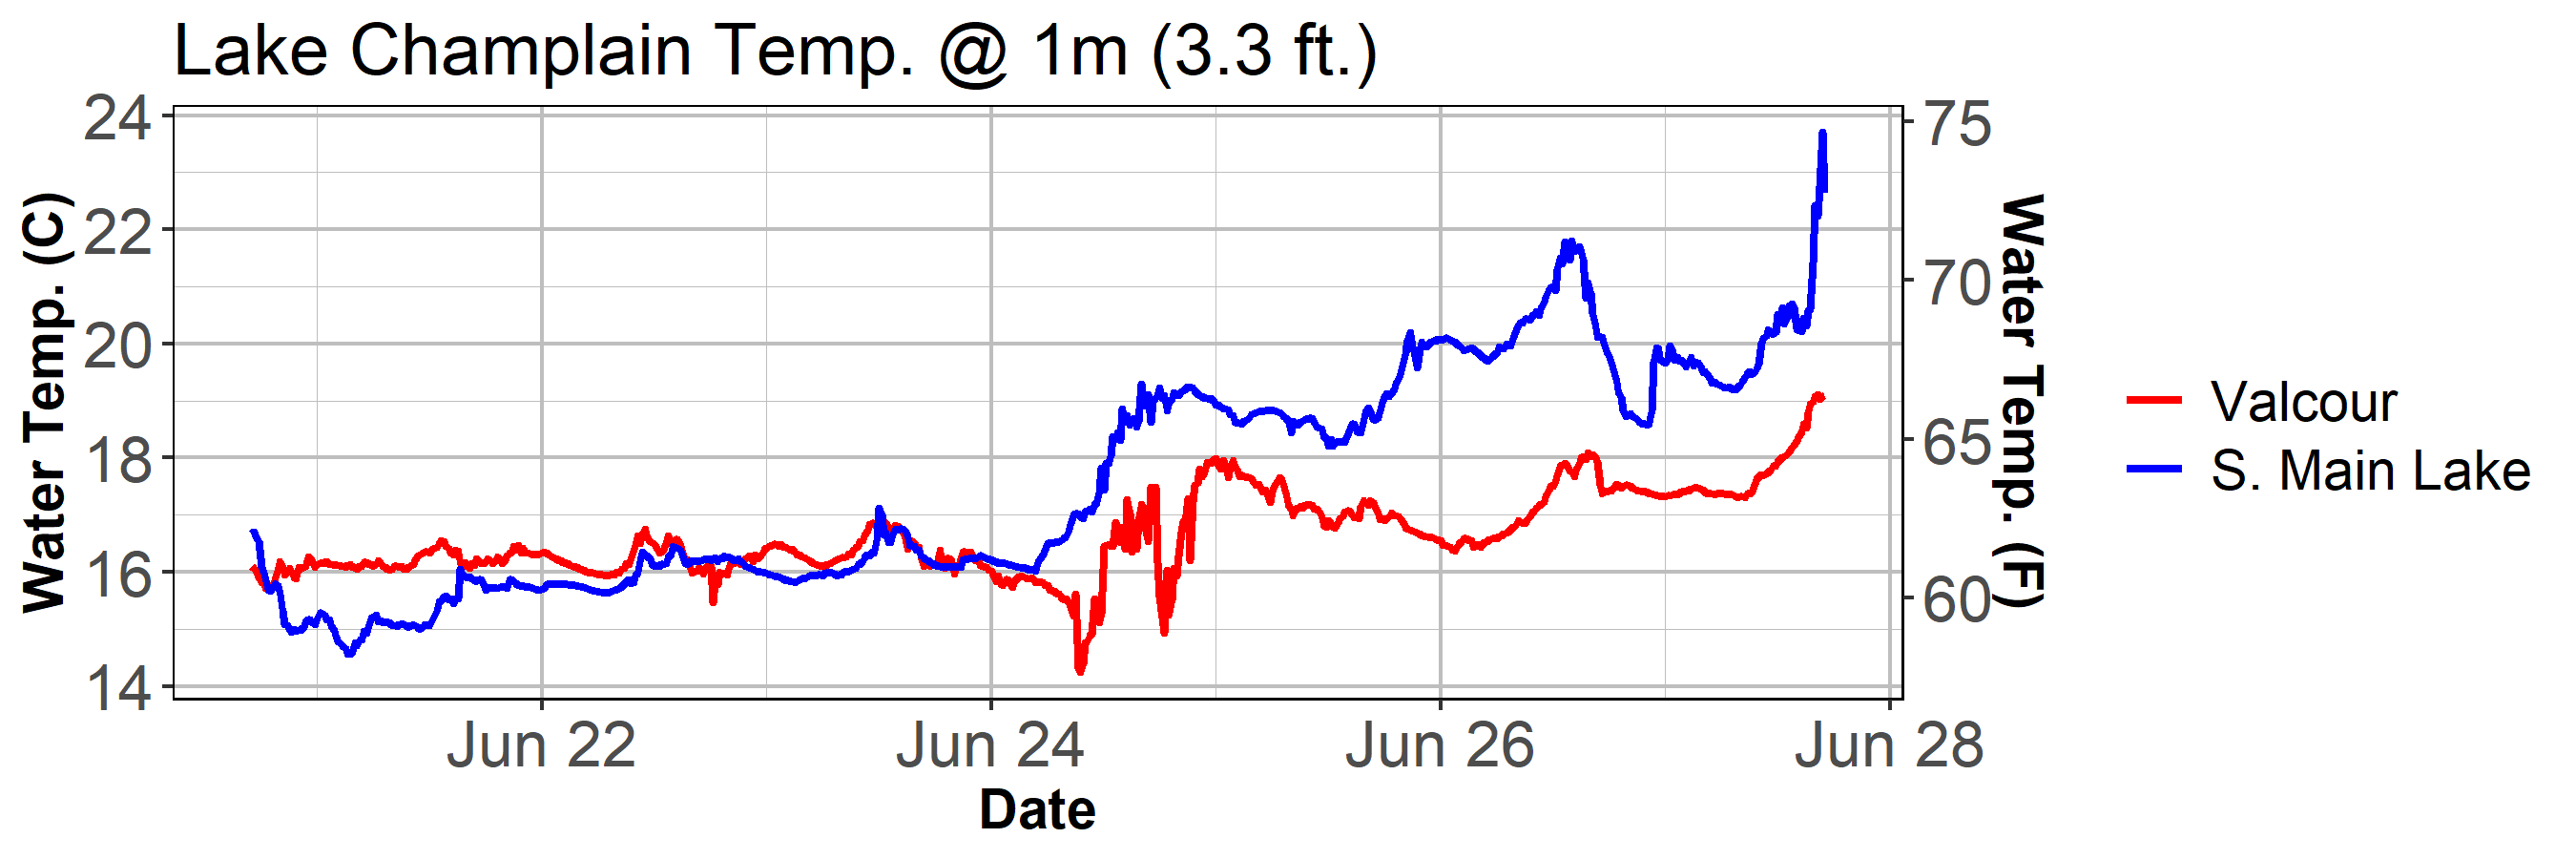 Lake Champlain Temp. @ 1m (3.3 ft.)
24
22
20
18
16
14
Water Temp. (C)
75
70
65
60
Water Temp. (F)
Jun 22
Jun 24
Jun 26
Jun 28
Date
Valcour
S. Main Lake